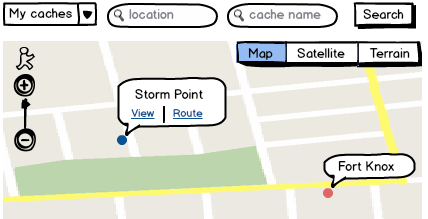 My caches location cache name Search
Map Satellite Terrain
Storm Point
View Route
Fort Knox